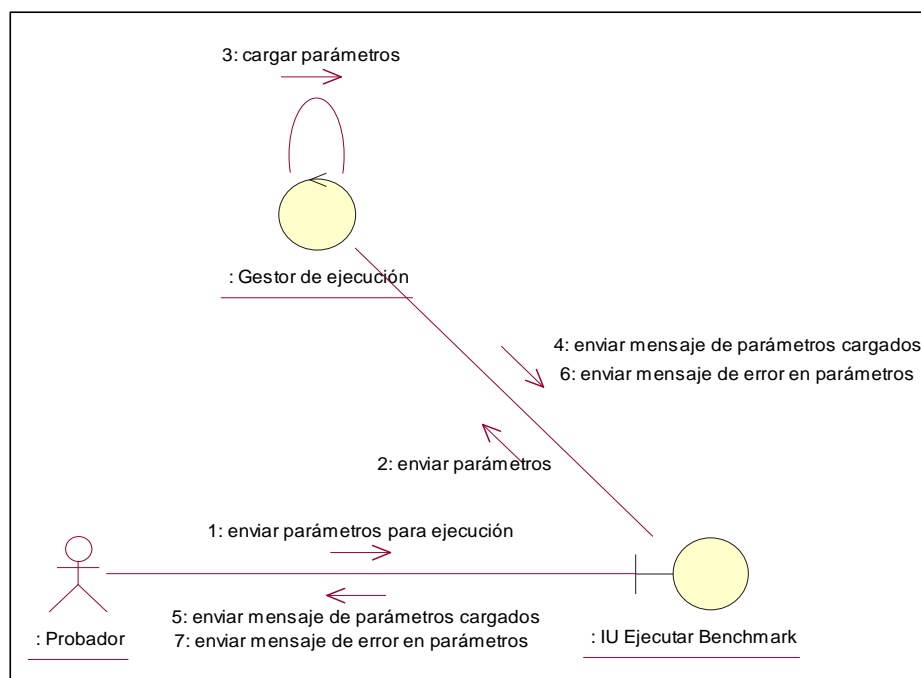 3: cargar parámetros
: Gestor de ejecución
4: enviar mensaje de parámetros cargados
6: enviar mensaje de error en parámetros
2: enviar parámetros
1: enviar parámetros para ejecución
5: enviar mensaje de parámetros cargados
7: enviar mensaje de error en parámetros
: Probador
: IU Ejecutar Benchmark